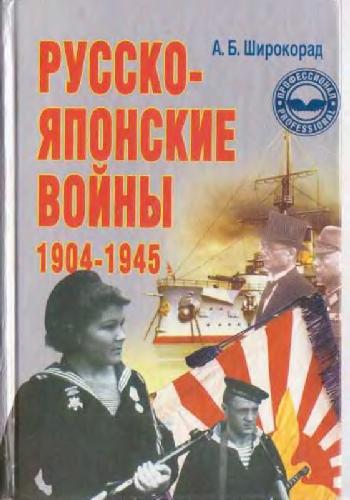 А. Б. Широкорад
ПРОФЕССИОНАЛ
PROFESSIONAL
РУССКО-
ЯПОНСКИЕ
ВОЙНЫ
1904-1945